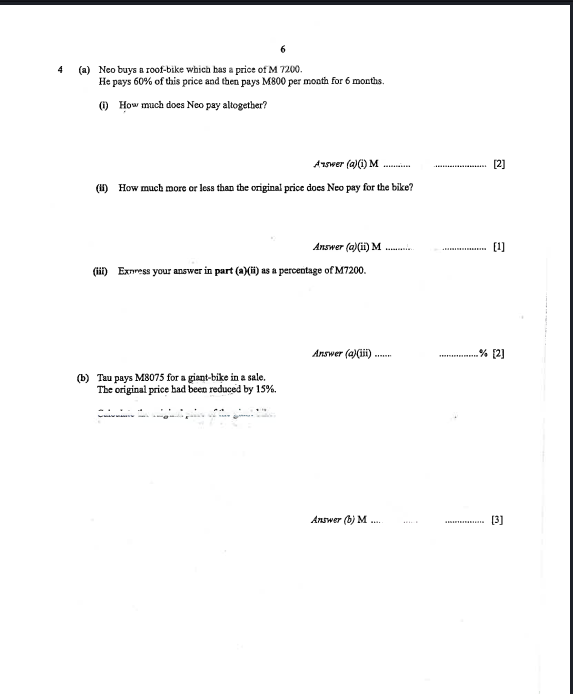 6
4 (a) Neo buys a roof-bike which has a price of M 7200.
He pays 60% of this price and then pays M800 per month for 6 months.
(i) How much does Neo pay altogether?
Answer (a)(i) M ........... ...................... [2]
(ii) How much more or less than the original price does Neo pay for the bike?
Answer (a)(ii) M .......... .................. [1]
(iii) Express your answer in part (a)(ii) as a percentage of M7200.
Answer (a)(iii) ....... ................% [2]
(b) Tau pays M8075 for a giant-bike in a sale.
The original price had been reduced by 15%.
Answer (b) M .... ..... ................ [3]